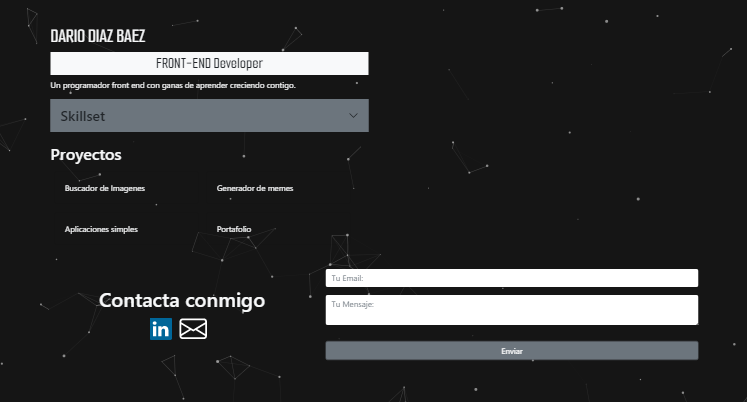 DARIO DIAZ BAEZ
FRONT-END Developer
Un programador front end con ganas de aprender creciendo contigo.
Skillset
Proyectos
Buscador de Imagenes
Generador de memes
Aplicaciones simples
Portafolio
Contacta conmigo
in
Tu Email:
Tu Mensaje:
Enviar